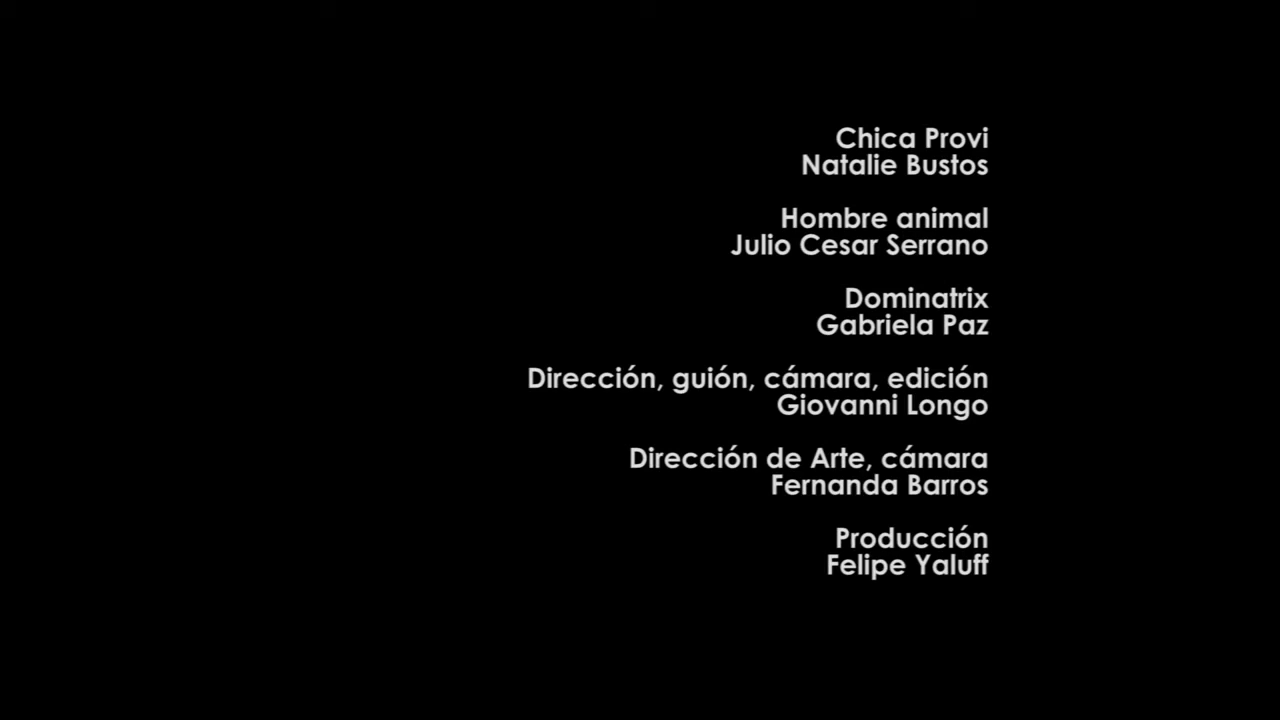 Chica Provi
Natalie Bustos
Hombre animal
Julio Cesar Serrano
Dominatrix
Gabriela Paz
Dirección, guión, cámara, edición
Giovanni Longo
Dirección de Arte, cámara
Fernanda Barros
Producción
Felipe Yaluff